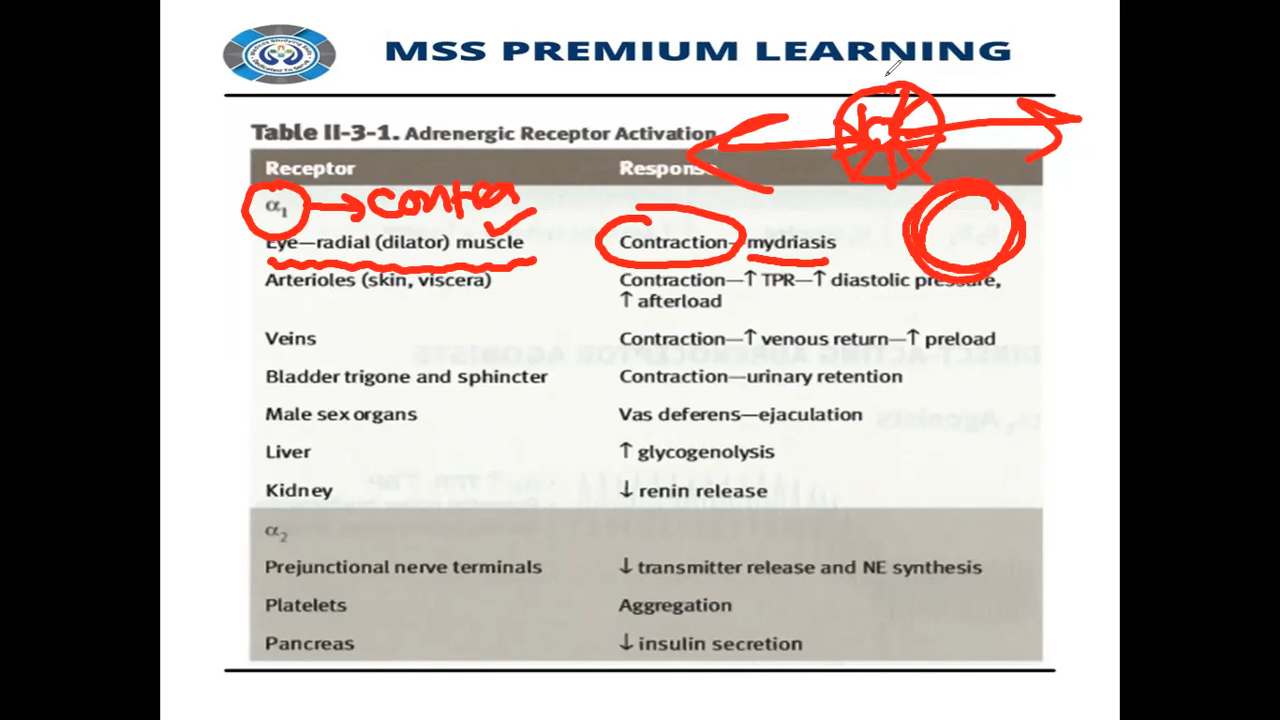 MSS PREMIUM LEARNING
Table II-3-1. Adrenergic Receptor Activation
Receptor Response
α₁ → contra
Eye—radial (dilator) muscle Contraction—mydriasis
Arterioles (skin, viscera) Contraction—↑ TPR—↑ diastolic pressure,
↑ afterload
Veins Contraction—↑ venous return—↑ preload
Bladder trigone and sphincter Contraction—urinary retention
Male sex organs Vas deferens—ejaculation
Liver ↑ glycogenolysis
Kidney ↓ renin release
α₂
Prejunctional nerve terminals ↓ transmitter release and NE synthesis
Platelets Aggregation
Pancreas ↓ insulin secretion